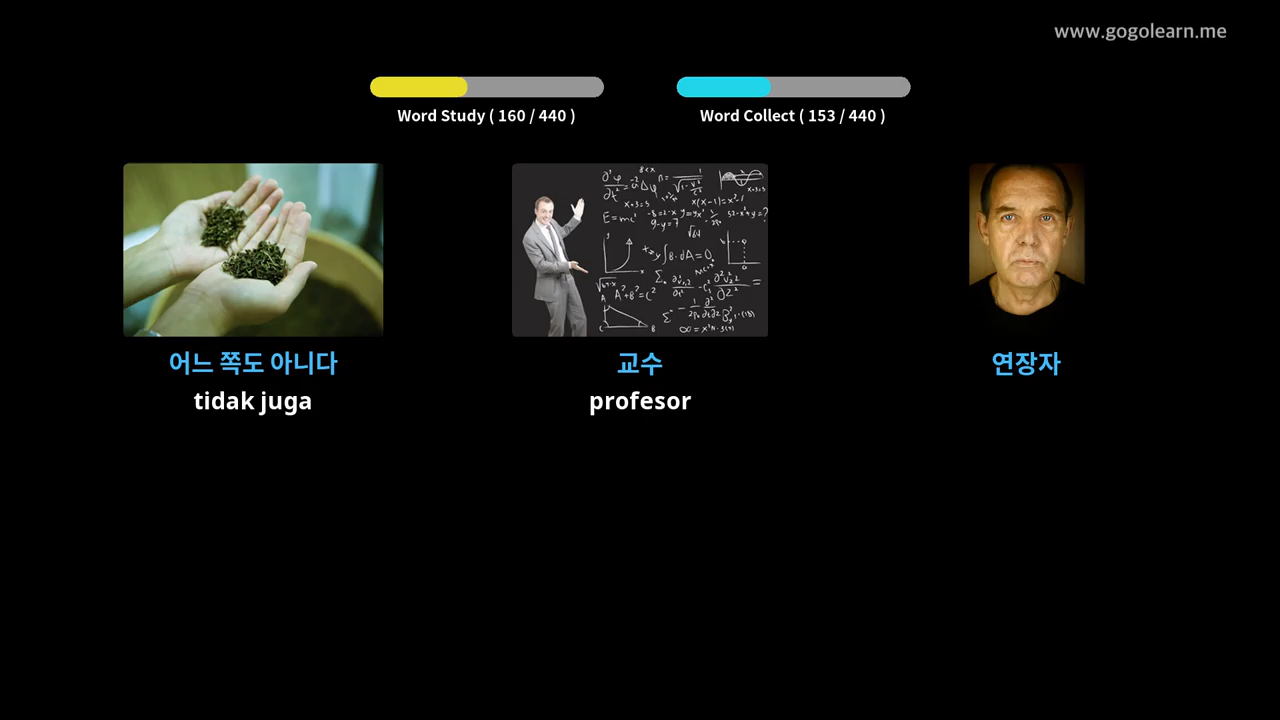 www.gogolearn.me
Word Study ( 160 / 440 )
Word Collect ( 153 / 440 )
E=mc²
어느 쪽도 아니다
교수
연장자
tidak juga
profesor